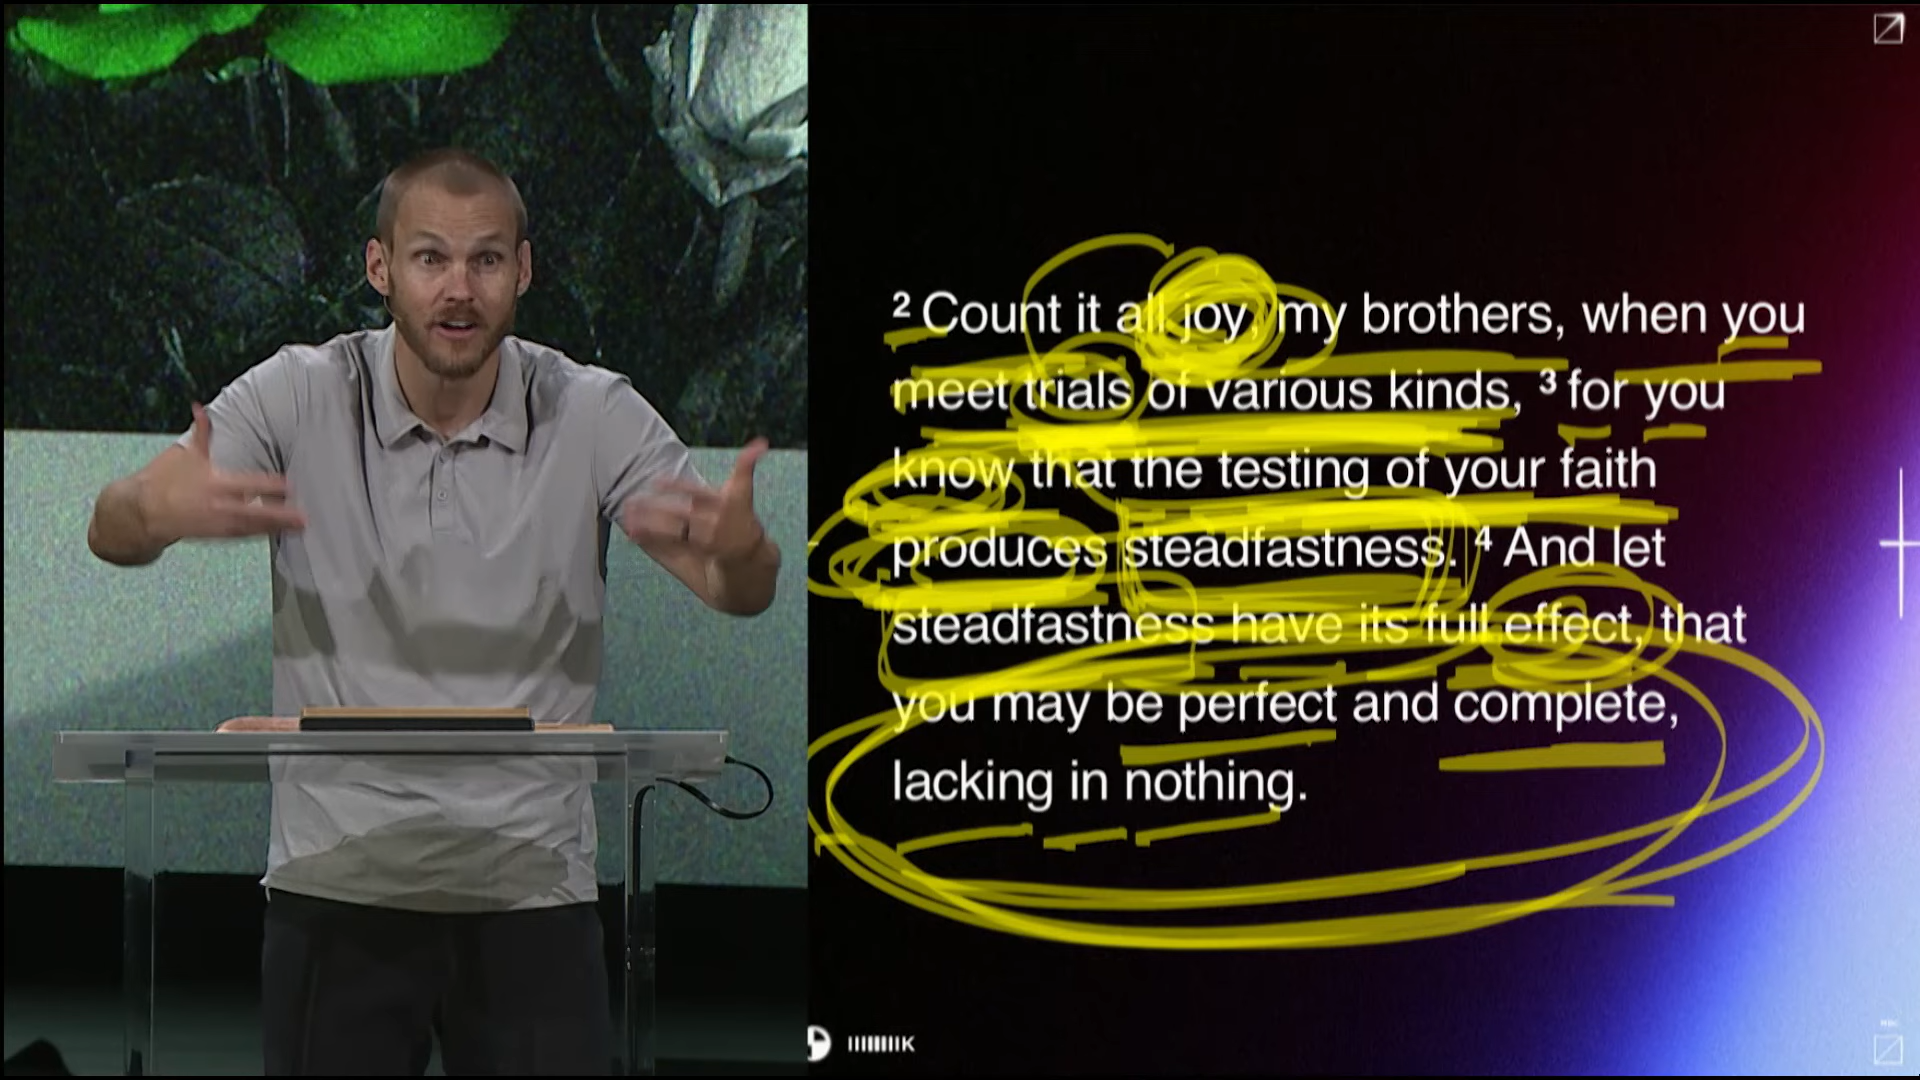 ² Count it all joy, my brothers, when you
meet trials of various kinds, ³ for you
know that the testing of your faith
produces steadfastness. ⁴ And let
steadfastness have its full effect, that
you may be perfect and complete,
lacking in nothing.